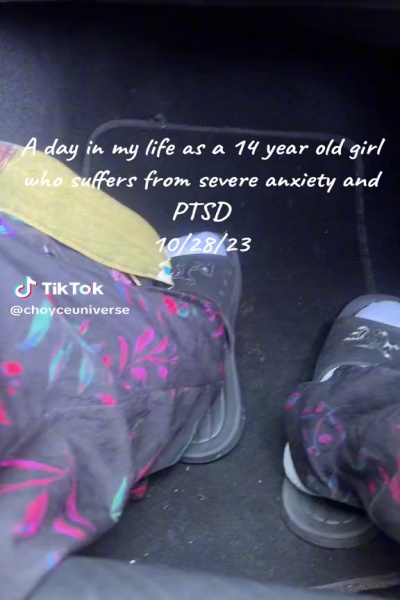 A day in my life as a 14 year old girl
who suffers from severe anxiety and
PTSD
10/28/23
TikTok
@choyceuniverse